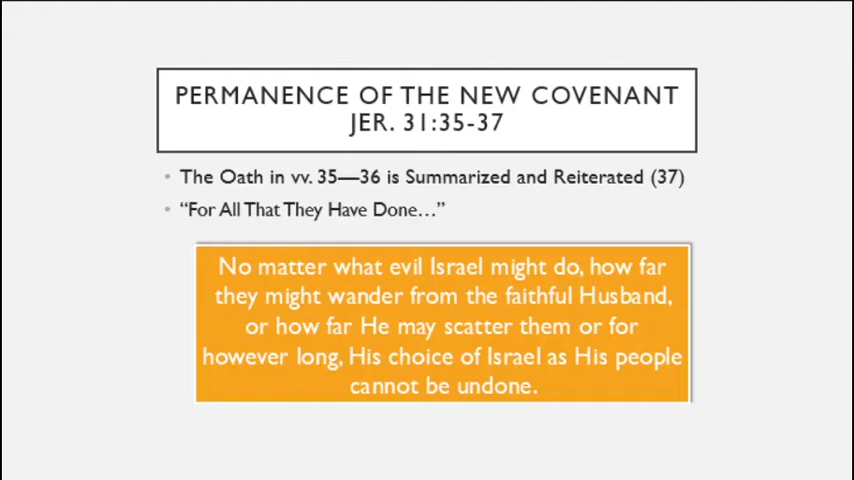 PERMANENCE OF THE NEW COVENANT
JER. 31:35-37
• The Oath in vv. 35—36 is Summarized and Reiterated (37)
• “For All That They Have Done…”
No matter what evil Israel might do, how far
they might wander from the faithful Husband,
or how far He may scatter them or for
however long, His choice of Israel as His people
cannot be undone.